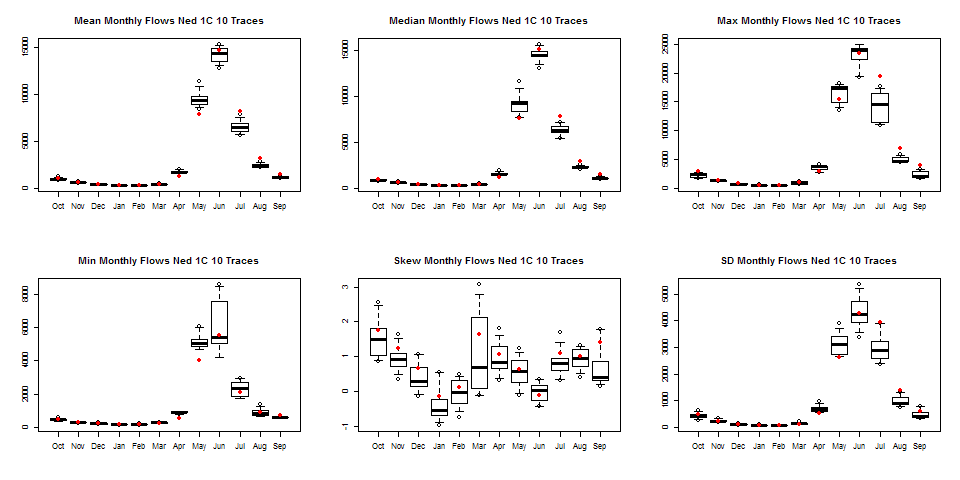 Mean Monthly Flows Ned 1C 10 Traces
15000
10000
5000
0
Oct Nov Dec Jan Feb Mar Apr May Jun Jul Aug Sep
Median Monthly Flows Ned 1C 10 Traces
15000
10000
5000
0
Oct Nov Dec Jan Feb Mar Apr May Jun Jul Aug Sep
Max Monthly Flows Ned 1C 10 Traces
25000
20000
15000
10000
5000
0
Oct Nov Dec Jan Feb Mar Apr May Jun Jul Aug Sep
Min Monthly Flows Ned 1C 10 Traces
8000
6000
4000
2000
0
Oct Nov Dec Jan Feb Mar Apr May Jun Jul Aug Sep
Skew Monthly Flows Ned 1C 10 Traces
3
2
1
0
-1
Oct Nov Dec Jan Feb Mar Apr May Jun Jul Aug Sep
SD Monthly Flows Ned 1C 10 Traces
5000
4000
3000
2000
1000
0
Oct Nov Dec Jan Feb Mar Apr May Jun Jul Aug Sep